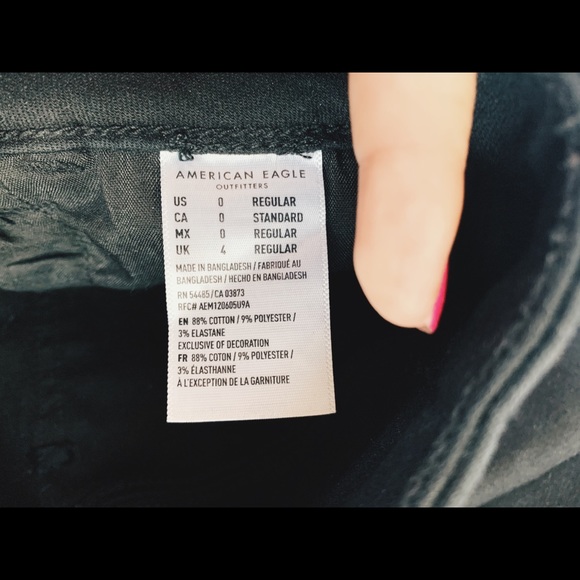 AMERICAN EAGLE
OUTFITTERS
US 0 REGULAR
CA 0 STANDARD
MX 0 REGULAR
UK 4 REGULAR
MADE IN BANGLADESH / FABRIQUÉ AU
BANGLADESH / HECHO EN BANGLADESH
RN 54485 / CA 03873
RFC# AEM120605U9A
EN 88% COTTON / 9% POLYESTER /
3% ELASTANE
EXCLUSIVE OF DECORATION
FR 88% COTON / 9% POLYESTER /
3% ÉLASTHANNE
À L'EXCEPTION DE LA GARNITURE